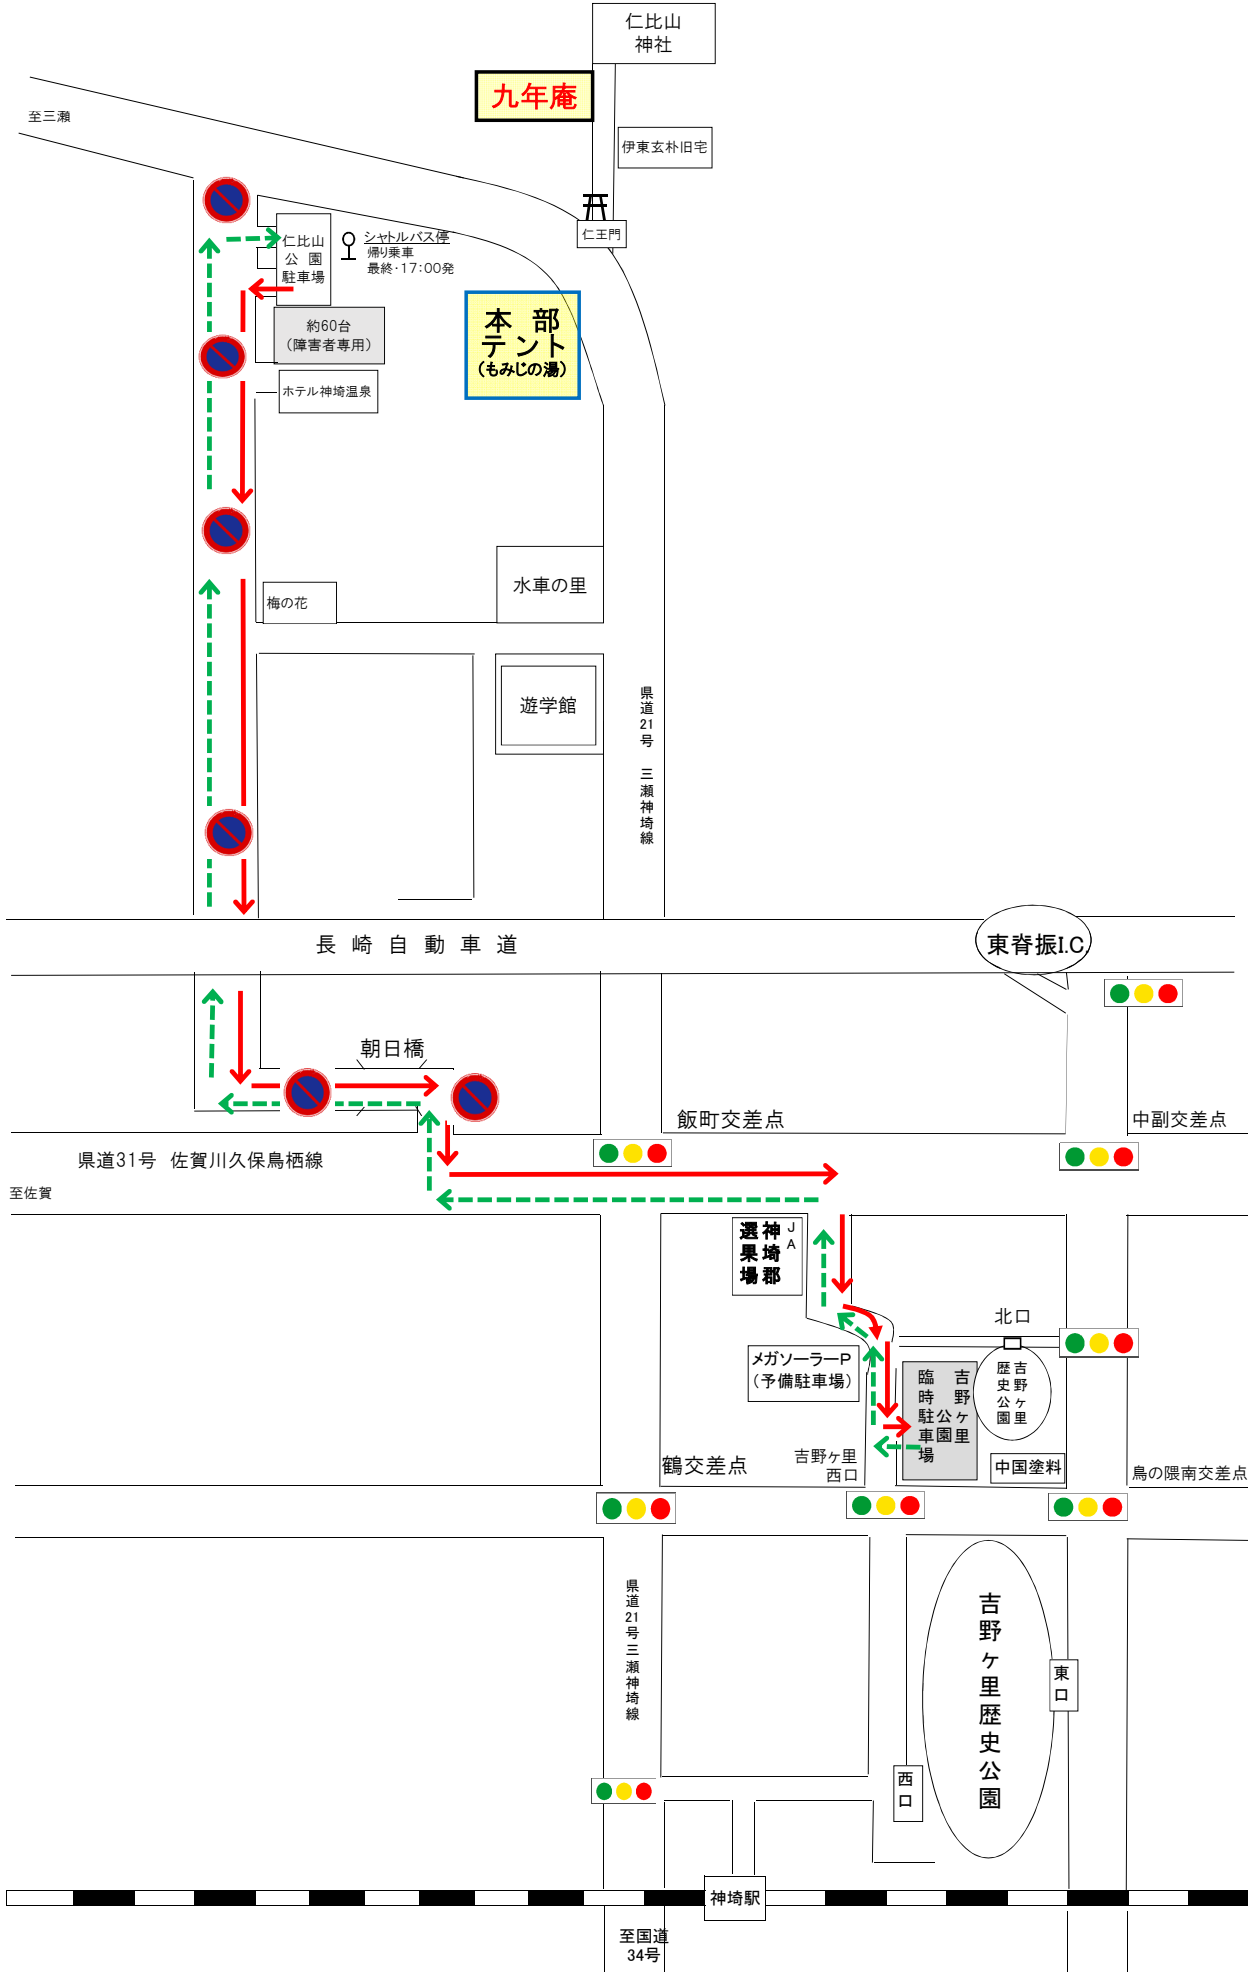 仁比山
神社
九年庵
至三瀬
伊東玄朴旧宅
仁王門
仁比山
公 園
駐車場
シャトルバス停
帰り乗車
最終・17:00発
約60台
（障害者専用）
本 部
テント
（もみじの湯）
ホテル神埼温泉
水車の里
梅の花
遊学館
県道21号 三瀬神埼線
長 崎 自 動 車 道
東脊振I.C.
朝日橋
飯町交差点
中副交差点
県道31号 佐賀川久保鳥栖線
至佐賀
JA
神埼郡
選果場
北口
メガソーラーP
（予備駐車場）
吉野ヶ里
歴史公園
吉野ヶ里
公園
臨時駐車場
鶴交差点
吉野ヶ里
西口
中国塗料
鳥の隈南交差点
県道21号三瀬神埼線
吉野ヶ里歴史公園
東口
西口
神埼駅
至国道
34号